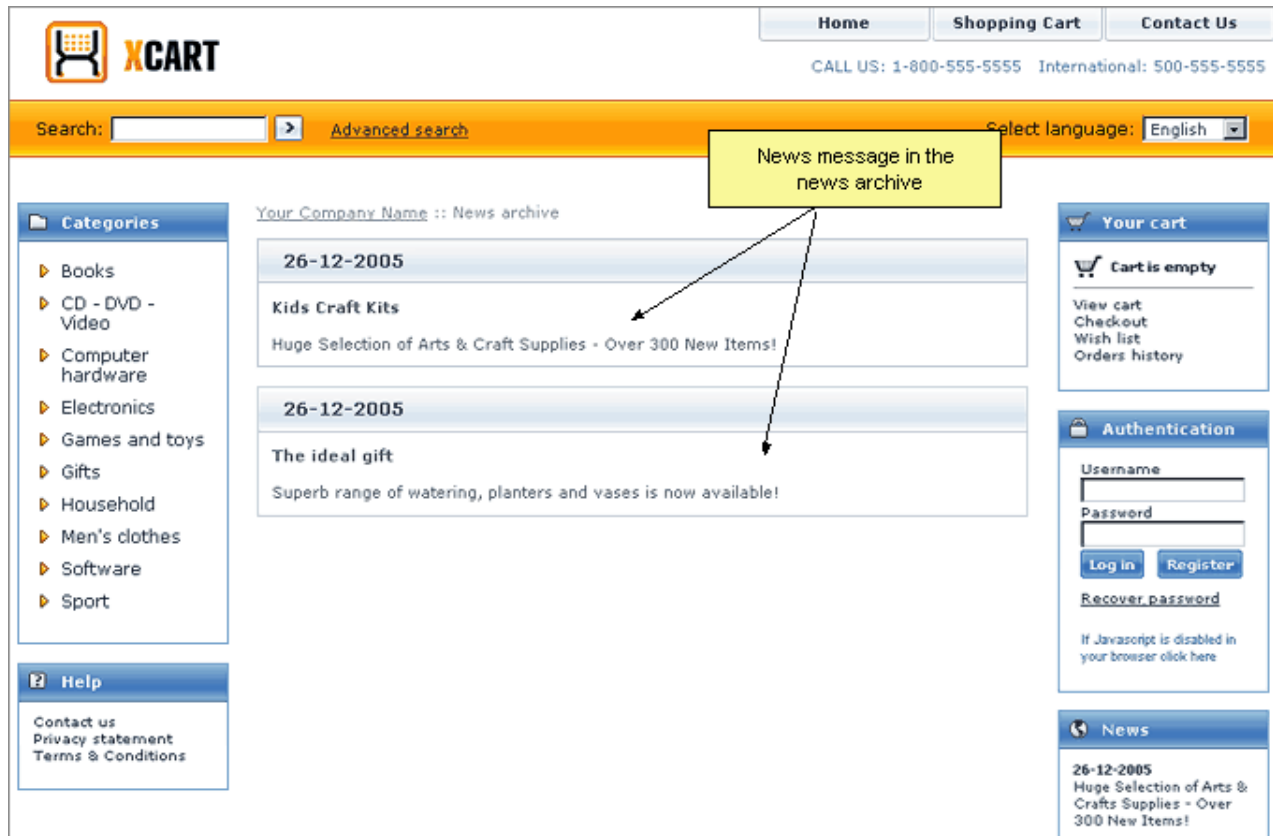 XCART
Home
Shopping Cart
Contact Us
CALL US: 1-800-555-5555 International: 500-555-5555
Search:
Advanced search
Select language:
English
News message in the
news archive
Categories
Books
CD - DVD -
Video
Computer
hardware
Electronics
Games and toys
Gifts
Household
Men's clothes
Software
Sport
Help
Contact us
Privacy statement
Terms & Conditions
Your Company Name :: News archive
26-12-2005
Kids Craft Kits
Huge Selection of Arts & Craft Supplies - Over 300 New Items!
26-12-2005
The ideal gift
Superb range of watering, planters and vases is now available!
Your cart
Cart is empty
View cart
Checkout
Wish list
Orders history
Authentication
Username
Password
Log in
Register
Recover password
If Javascript is disabled in
your browser click here
News
26-12-2005
Huge Selection of Arts &
Crafts Supplies - Over
300 New Items!